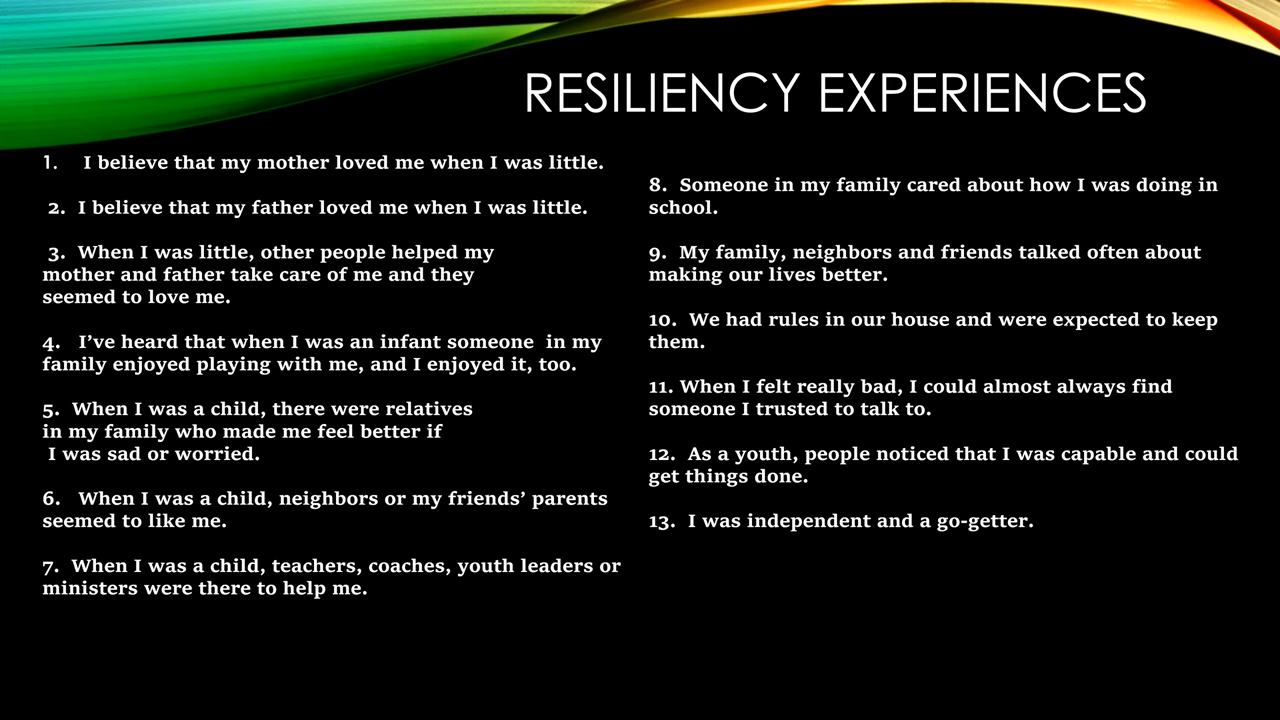 RESILIENCY EXPERIENCES
1. I believe that my mother loved me when I was little.
2. I believe that my father loved me when I was little.
3. When I was little, other people helped my
mother and father take care of me and they
seemed to love me.
4. I’ve heard that when I was an infant someone in my
family enjoyed playing with me, and I enjoyed it, too.
5. When I was a child, there were relatives
in my family who made me feel better if
I was sad or worried.
6. When I was a child, neighbors or my friends’ parents
seemed to like me.
7. When I was a child, teachers, coaches, youth leaders or
ministers were there to help me.
8. Someone in my family cared about how I was doing in
school.
9. My family, neighbors and friends talked often about
making our lives better.
10. We had rules in our house and were expected to keep
them.
11. When I felt really bad, I could almost always find
someone I trusted to talk to.
12. As a youth, people noticed that I was capable and could
get things done.
13. I was independent and a go-getter.